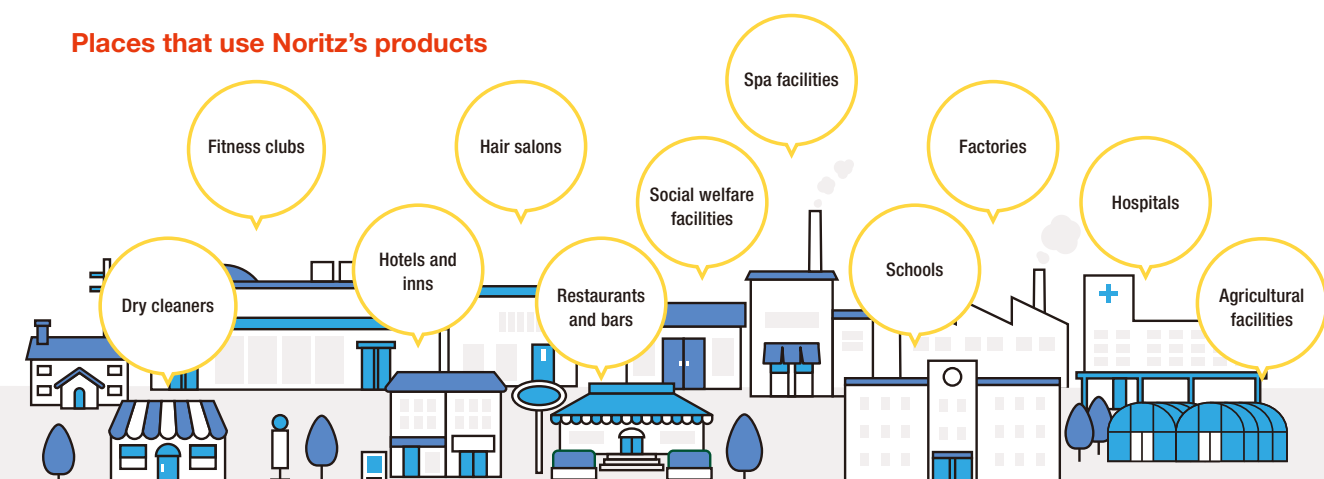 Places that use Noritz’s products
Spa facilities
Fitness clubs
Hair salons
Factories
Social welfare
facilities
Hospitals
Hotels and
inns
Schools
Dry cleaners
Restaurants
and bars
Agricultural
facilities